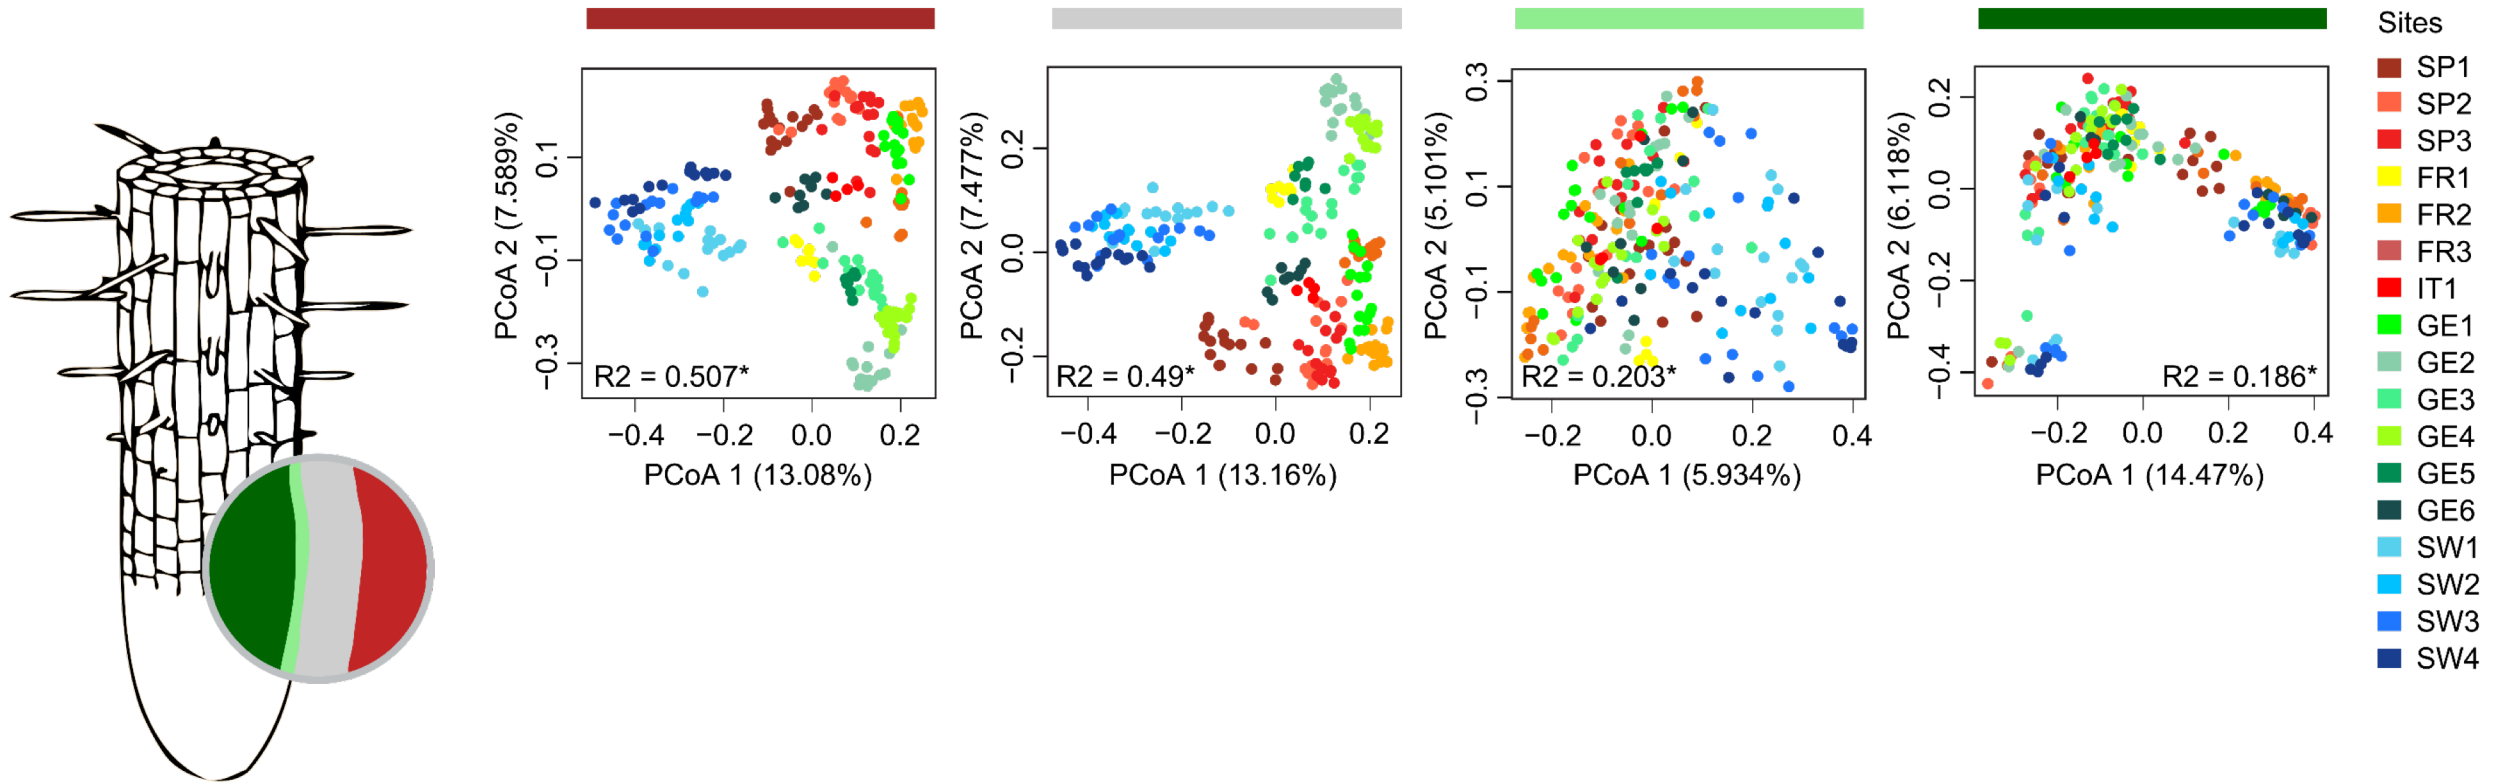 PCoA 2 (7.589%)
0.1
−0.1
−0.3
R2 = 0.507*
−0.4 −0.2 0.0 0.2
PCoA 1 (13.08%)
PCoA 2 (7.477%)
0.2
0.0
−0.2
R2 = 0.49*
−0.4 −0.2 0.0 0.2
PCoA 1 (13.16%)
PCoA 2 (5.101%)
0.3
0.1
−0.1
−0.3
R2 = 0.203*
−0.2 0.0 0.2 0.4
PCoA 1 (5.934%)
PCoA 2 (6.118%)
0.2
0.0
−0.2
−0.4
R2 = 0.186*
−0.2 0.0 0.2 0.4
PCoA 1 (14.47%)
Sites
SP1
SP2
SP3
FR1
FR2
FR3
IT1
GE1
GE2
GE3
GE4
GE5
GE6
SW1
SW2
SW3
SW4